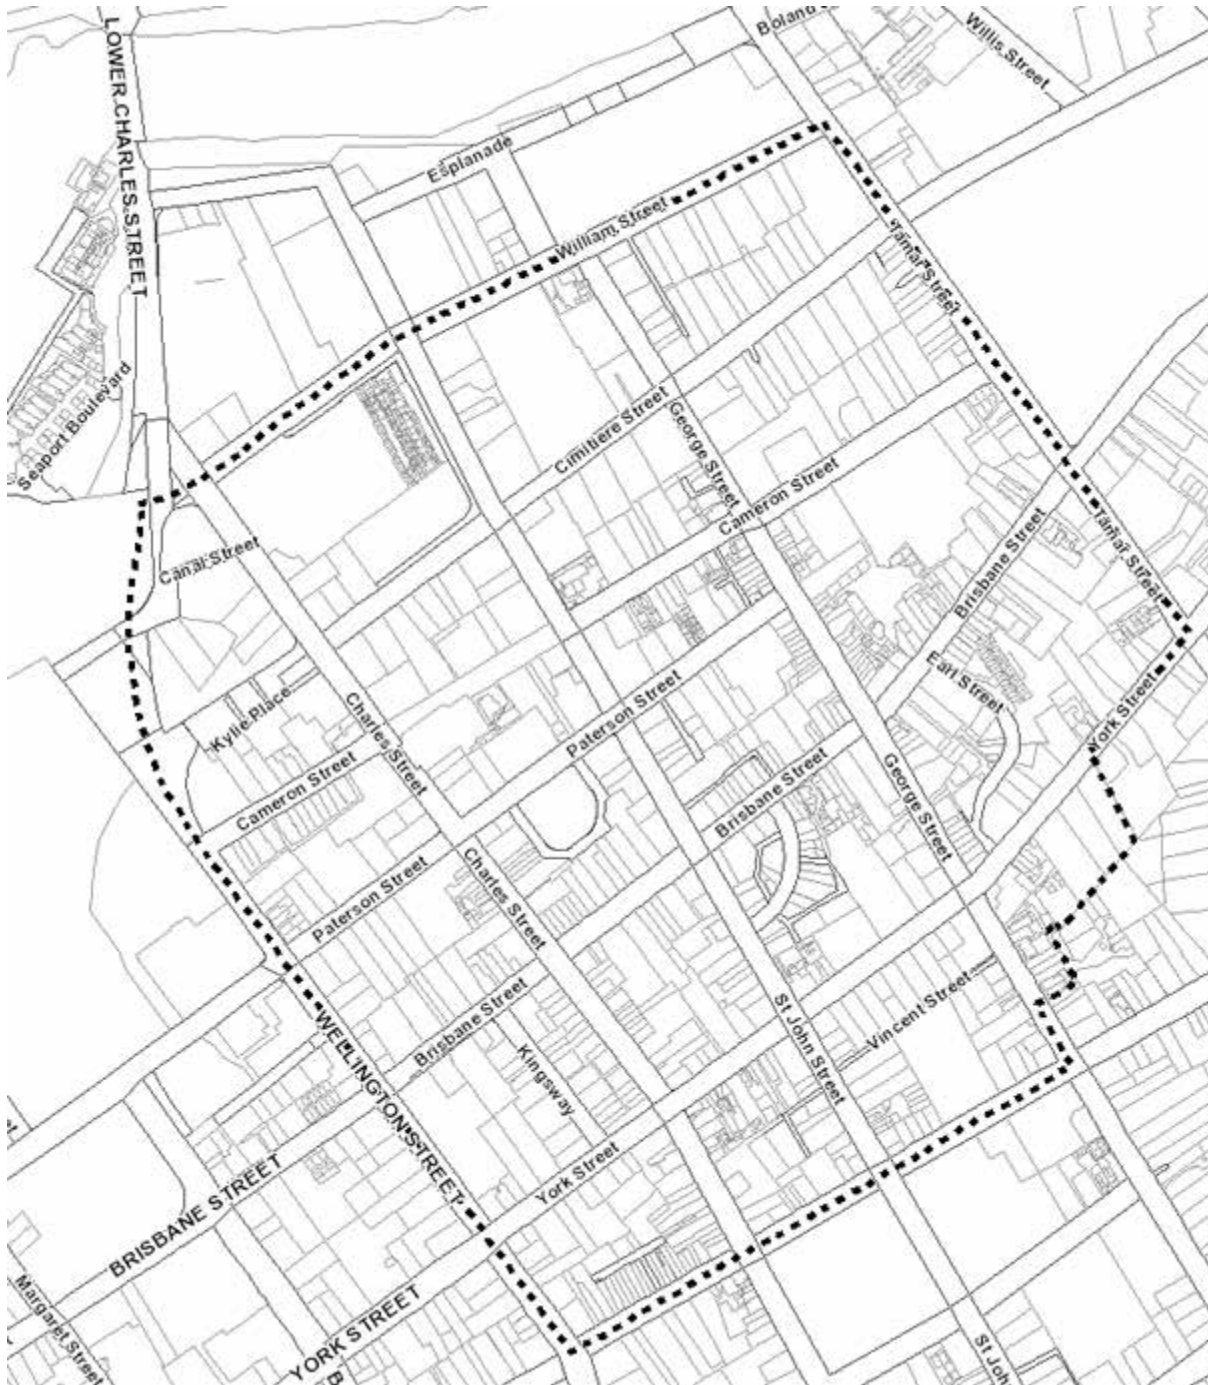 LOWER CHARLES STREET
Boland
Willis Street
Esplanade
William Street
Tamar Street
Seaport Boulevard
Cimitiere Street
George Street
Cameron Street
Canal Street
Brisbane Street
Tamar Street
Earl Street
Kylie Place
Charles Street
Paterson Street
York Street
Cameron Street
Brisbane Street
George Street
Paterson Street
Charles Street
Brisbane Street
Vincent Street
St John Street
WELLINGTON STREET
Kingsway
York Street
BRISBANE STREET
Margaret Street
YORK STREET
St Joh
B